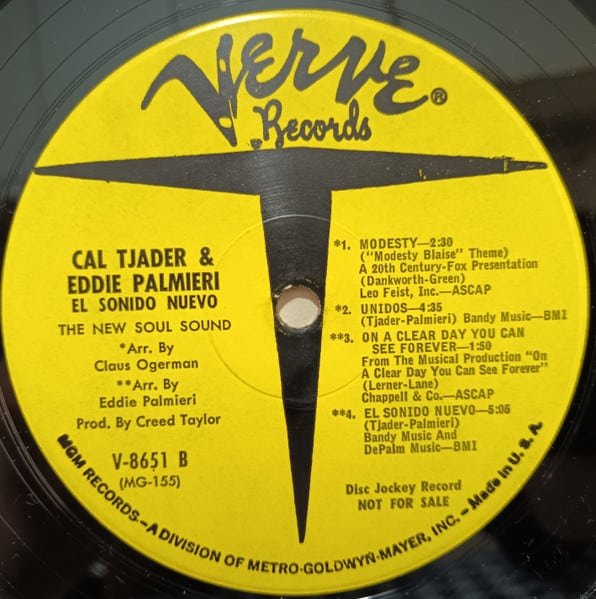 Verve®
Records
CAL TJADER &
EDDIE PALMIERI
EL SONIDO NUEVO
THE NEW SOUL SOUND
*Arr. By
Claus Ogerman
**Arr. By
Eddie Palmieri
Prod. By Creed Taylor
V-8651 B
(MG-155)
*1. MODESTY—2:30
("Modesty Blaise" Theme)
A 20th Century-Fox Presentation
(Dankworth-Green)
Leo Feist, Inc.—ASCAP
*2. UNIDOS—4:35
(Tjader-Palmieri) Bandy Music—BMI
**3. ON A CLEAR DAY YOU CAN
SEE FOREVER—1:50
From The Musical Production "On
A Clear Day You Can See Forever"
(Lerner-Lane)
Chappell & Co.—ASCAP
**4. EL SONIDO NUEVO—5:05
(Tjader-Palmieri)
Bandy Music And
DePalm Music—BMI
Disc Jockey Record
NOT FOR SALE
MGM RECORDS—A DIVISION OF METRO-GOLDWYN-MAYER, INC.—Made in U. S. A.